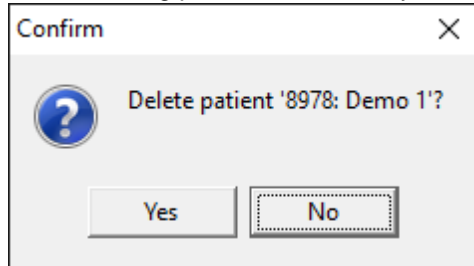 Confirm
Delete patient '8978: Demo 1'?
Yes
No